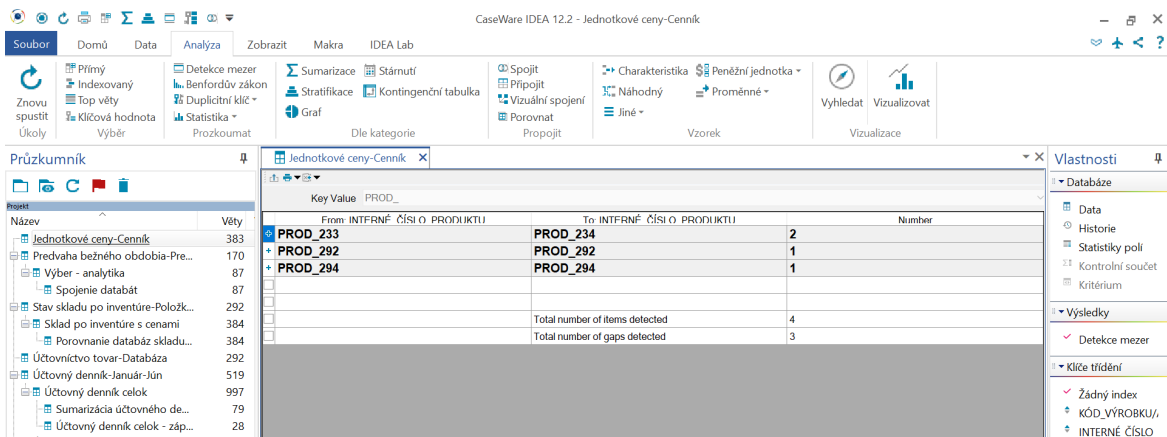 CaseWare IDEA 12.2 - Jednotkové ceny-Cenník
Soubor Domů Data Analýza Zobrazit Makra IDEA Lab
Znovu spustit
Úkoly
Přímý
Indexovaný
Top věty
Klíčová hodnota
Výběr
Detekce mezer
Benfordův zákon
Duplicitní klíč
Statistika
Prozkoumat
Sumarizace Stárnutí
Stratifikace Kontingenční tabulka
Graf
Dle kategorie
Spojit
Připojit
Vizuální spojení
Porovnat
Propojit
Charakteristika Peněžní jednotka
Náhodný Proměnné
Jiné
Vzorek
Vyhledat Vizualizovat
Vizualizace
Průzkumník
Projekt
Název Věty
Jednotkové ceny-Cenník 383
Predvaha bežného obdobia-Pre... 170
Výber - analytika 87
Spojenie databát 87
Stav skladu po inventúre-Položk... 292
Sklad po inventúre s cenami 384
Porovnanie databáz skladu... 384
Účtovníctvo tovar-Databáza 292
Účtovný denník-Január-Jún 519
Účtovný denník celok 997
Sumarizácia účtovného de... 79
Účtovný denník celok - záp... 28
Jednotkové ceny-Cenník
Key Value PROD_
From: INTERNÉ_ČÍSLO_PRODUKTU To: INTERNÉ_ČÍSLO_PRODUKTU Number
PROD_233 PROD_234 2
PROD_292 PROD_292 1
PROD_294 PROD_294 1
Total number of items detected 4
Total number of gaps detected 3
Vlastnosti
Databáze
Data
Historie
Statistiky polí
Kontrolní součet
Kritérium
Výsledky
Detekce mezer
Klíče třídění
Žádný index
KÓD_VÝROBKU/
INTERNÉ_ČÍSLO